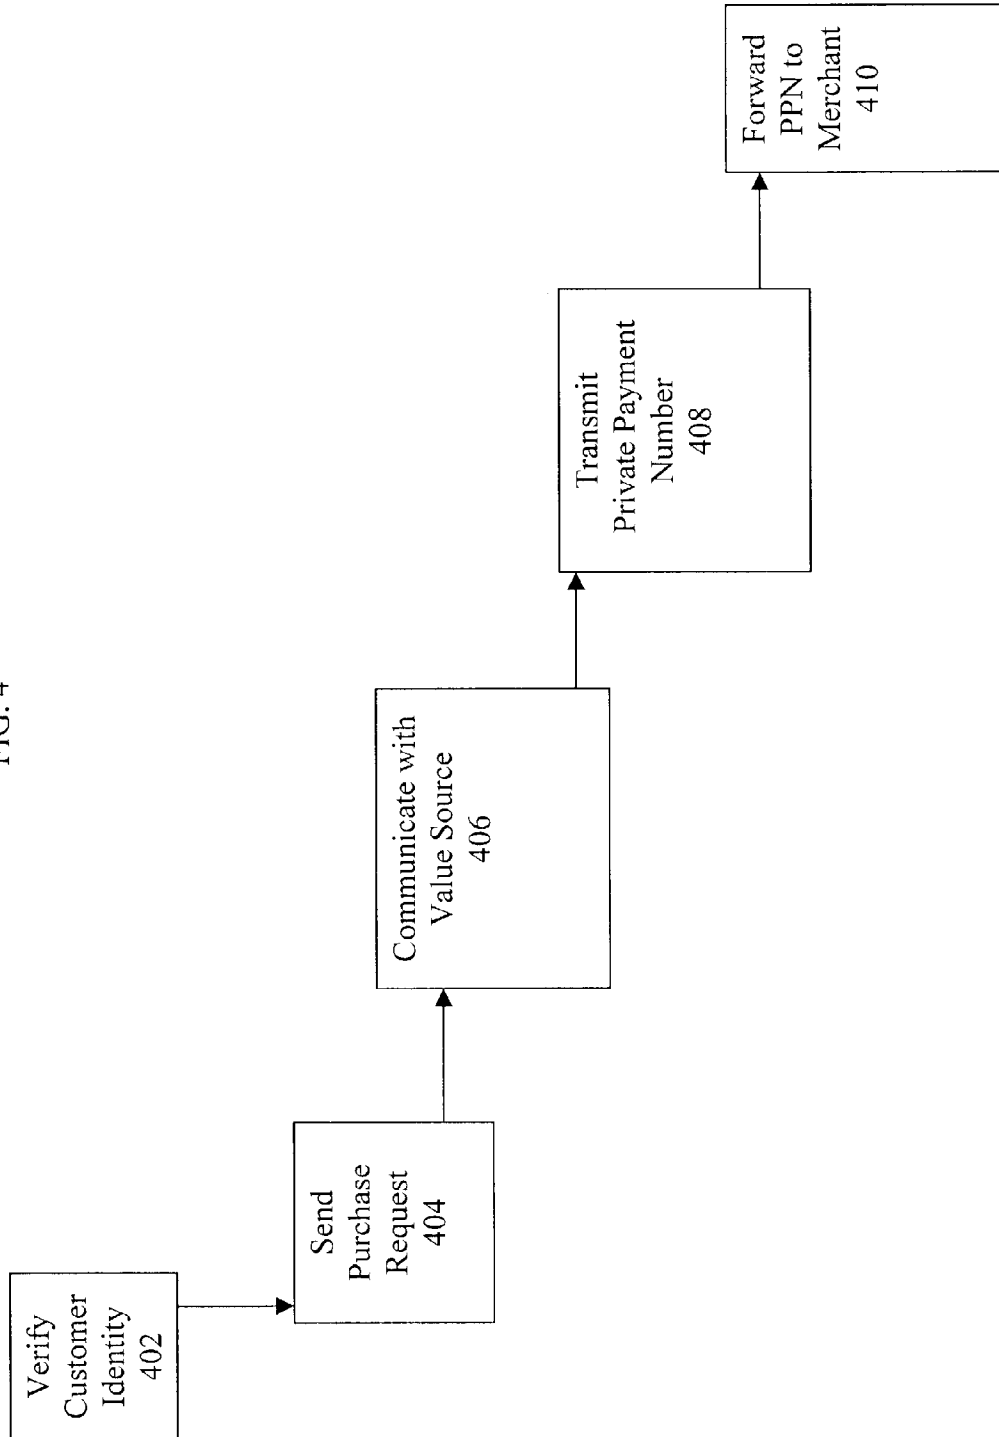 FIG. 4
Verify
Customer
Identity
402
Send
Purchase
Request
404
Communicate with
Value Source
406
Transmit
Private Payment
Number
408
Forward
PPN to
Merchant
410